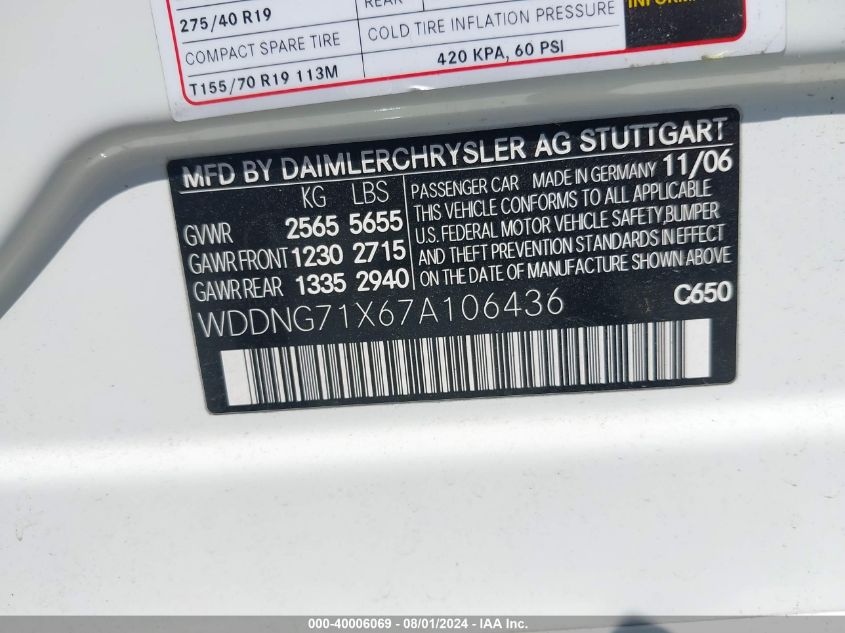 275/40 R19
REAR
COMPACT SPARE TIRE
COLD TIRE INFLATION PRESSURE
T155/70 R19 113M
420 KPA, 60 PSI
MFD BY DAIMLERCHRYSLER AG STUTTGART
KG LBS
PASSENGER CAR MADE IN GERMANY 11/06
GVWR 2565 5655
THIS VEHICLE CONFORMS TO ALL APPLICABLE
U.S. FEDERAL MOTOR VEHICLE SAFETY,BUMPER
GAWR FRONT 1230 2715
AND THEFT PREVENTION STANDARDS IN EFFECT
GAWR REAR 1335 2940
ON THE DATE OF MANUFACTURE SHOWN ABOVE
WDDNG71X67A106436
C650
000-40006069 - 08/01/2024 - IAA Inc.